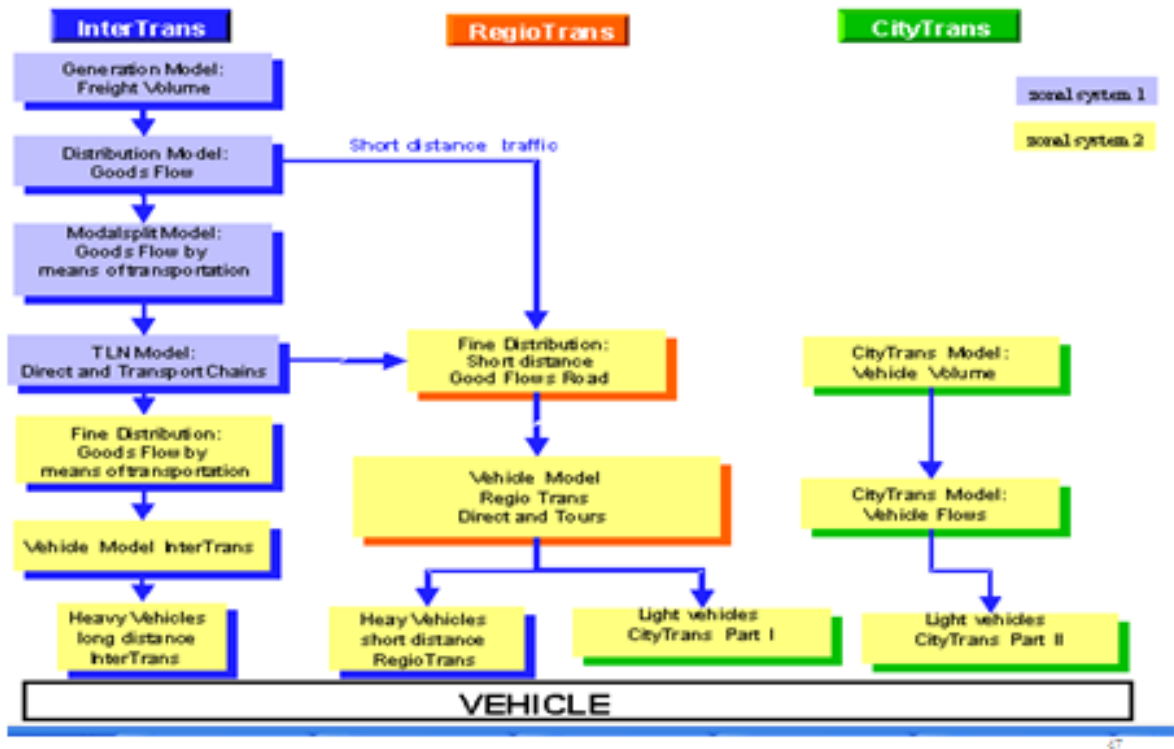 InterTrans
RegioTrans
CityTrans
Generation Model:
Freight Volume
zonal system 1
zonal system 2
Distribution Model:
Goods Flow
Short distance traffic
Modalsplit Model:
Goods Flow by
means of transportation
TLN Model:
Direct and Transport Chains
Fine Distribution:
Short distance
Good Flows Road
CityTrans Model:
Vehicle Volume
Fine Distribution:
Goods Flow by
means of transportation
Vehicle Model
Regio Trans
Direct and Tours
CityTrans Model:
Vehicle Flows
Vehicle Model InterTrans
Heavy Vehicles
long distance
InterTrans
Heay Vehicles
short distance
RegioTrans
Light vehicles
CityTrans Part I
Light vehicles
CityTrans Part II
VEHICLE
47